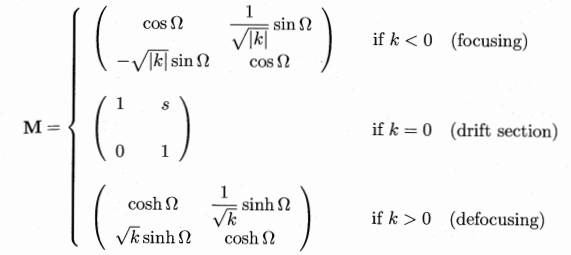 M = { ( cos Ω   1/√|k| sin Ω ; −√|k| sin Ω   cos Ω )   if k < 0 (focusing)
( 1   s ; 0   1 )   if k = 0 (drift section)
( cosh Ω   1/√k sinh Ω ; √k sinh Ω   cosh Ω )   if k > 0 (defocusing)